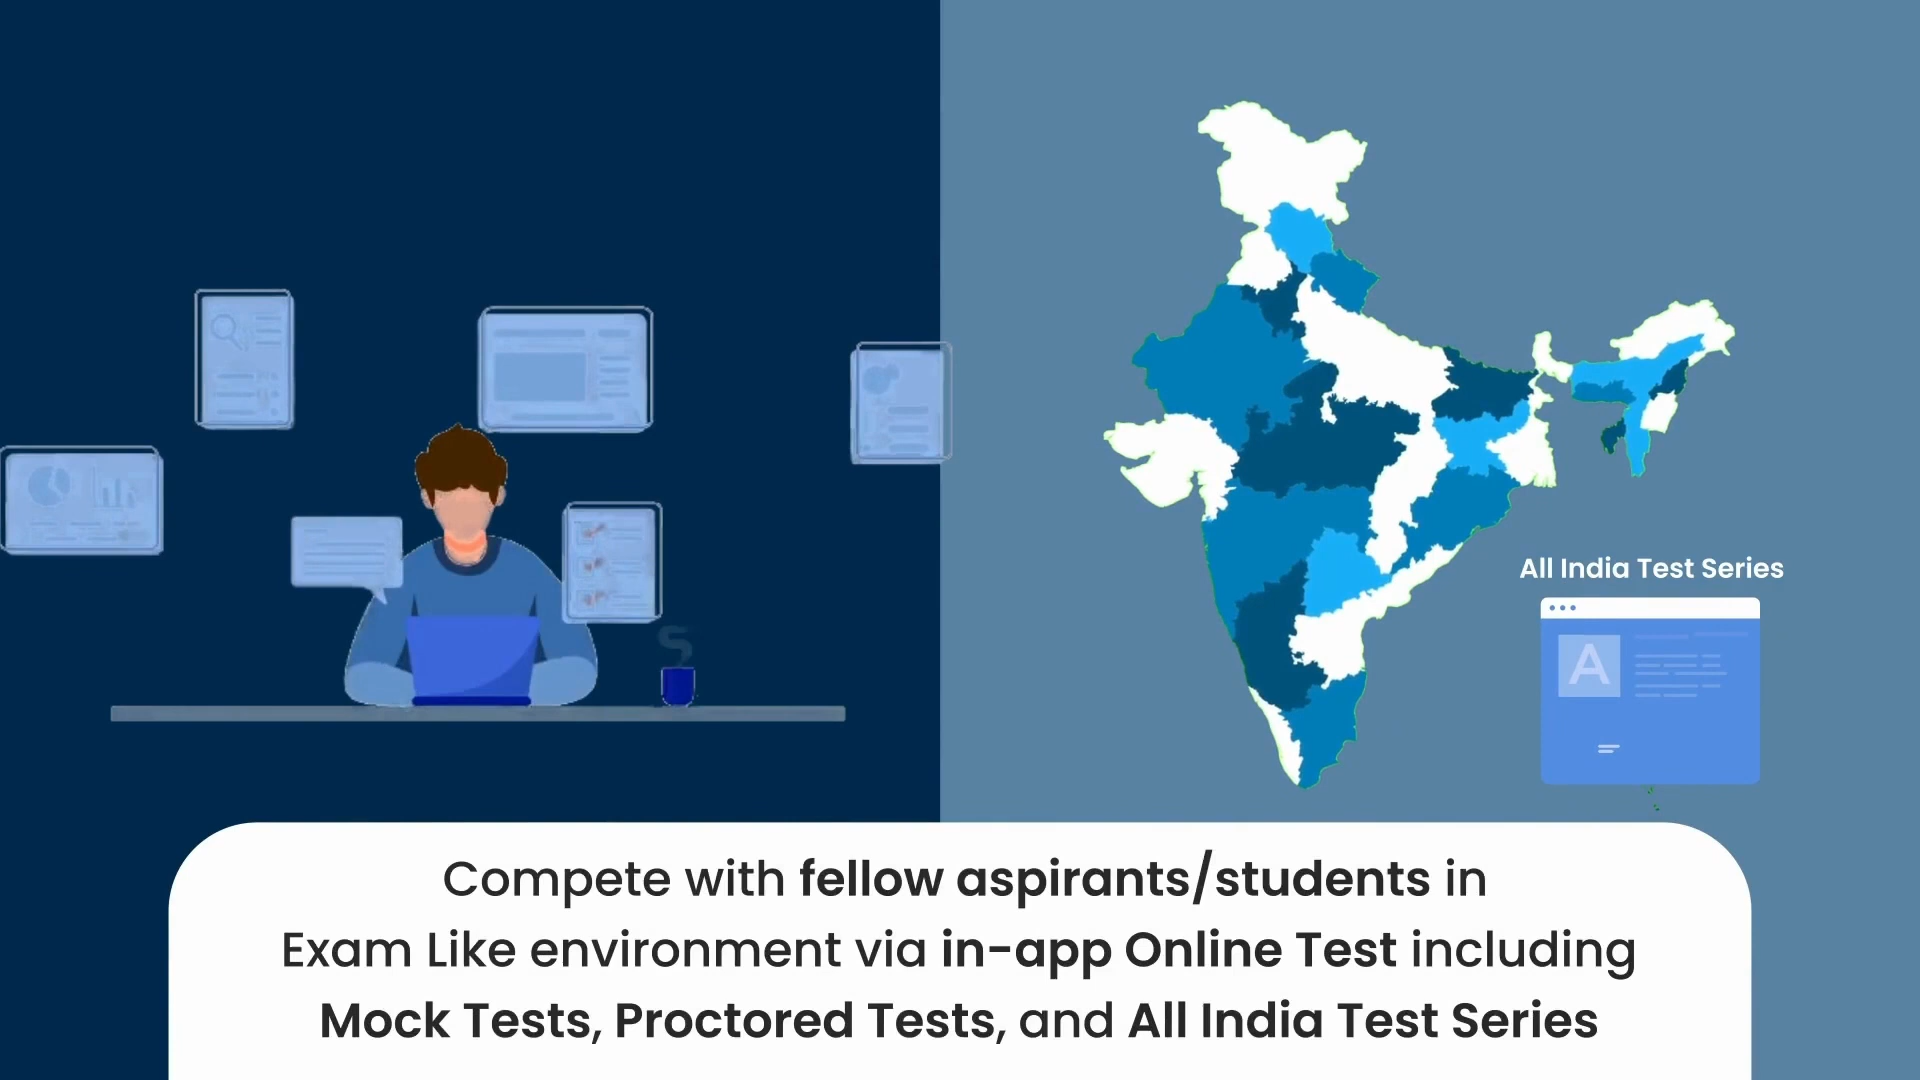 All India Test Series
A
Compete with fellow aspirants/students in
Exam Like environment via in-app Online Test including
Mock Tests, Proctored Tests, and All India Test Series